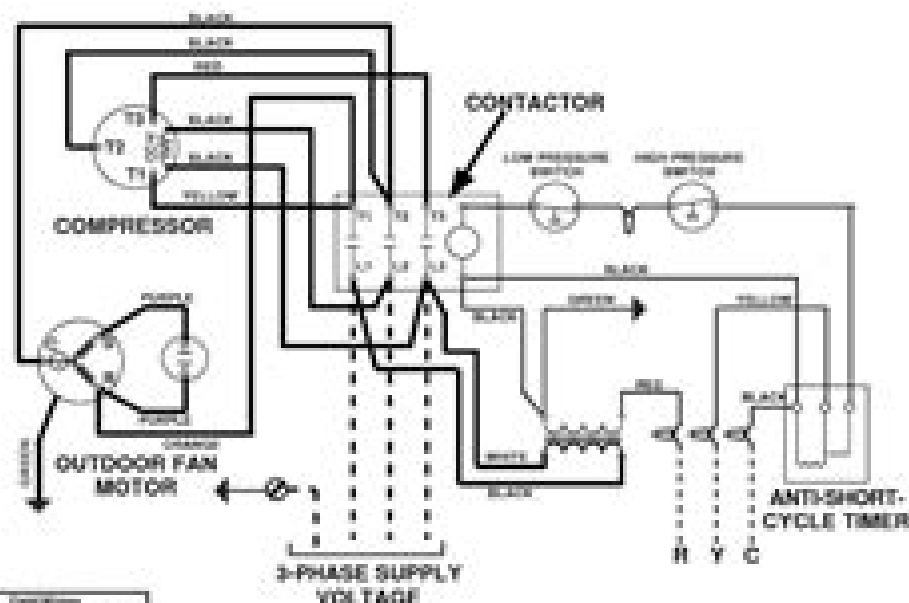 BLACK
BLACK
RED
CONTACTOR
T3
BLACK
T2
BLACK
T1
YELLOW
COMPRESSOR
LOW PRESSURE
SWITCH
HIGH PRESSURE
SWITCH
T1
T2
T3
L1
L2
L3
BLACK
PURPLE
GREEN
YELLOW
BLACK
RED
BLACK
PURPLE
ORANGE
WHITE
BLACK
GREEN
OUTDOOR FAN
MOTOR
ANTI-SHORT-
CYCLE TIMER
R Y C
3-PHASE SUPPLY
VOLTAGE